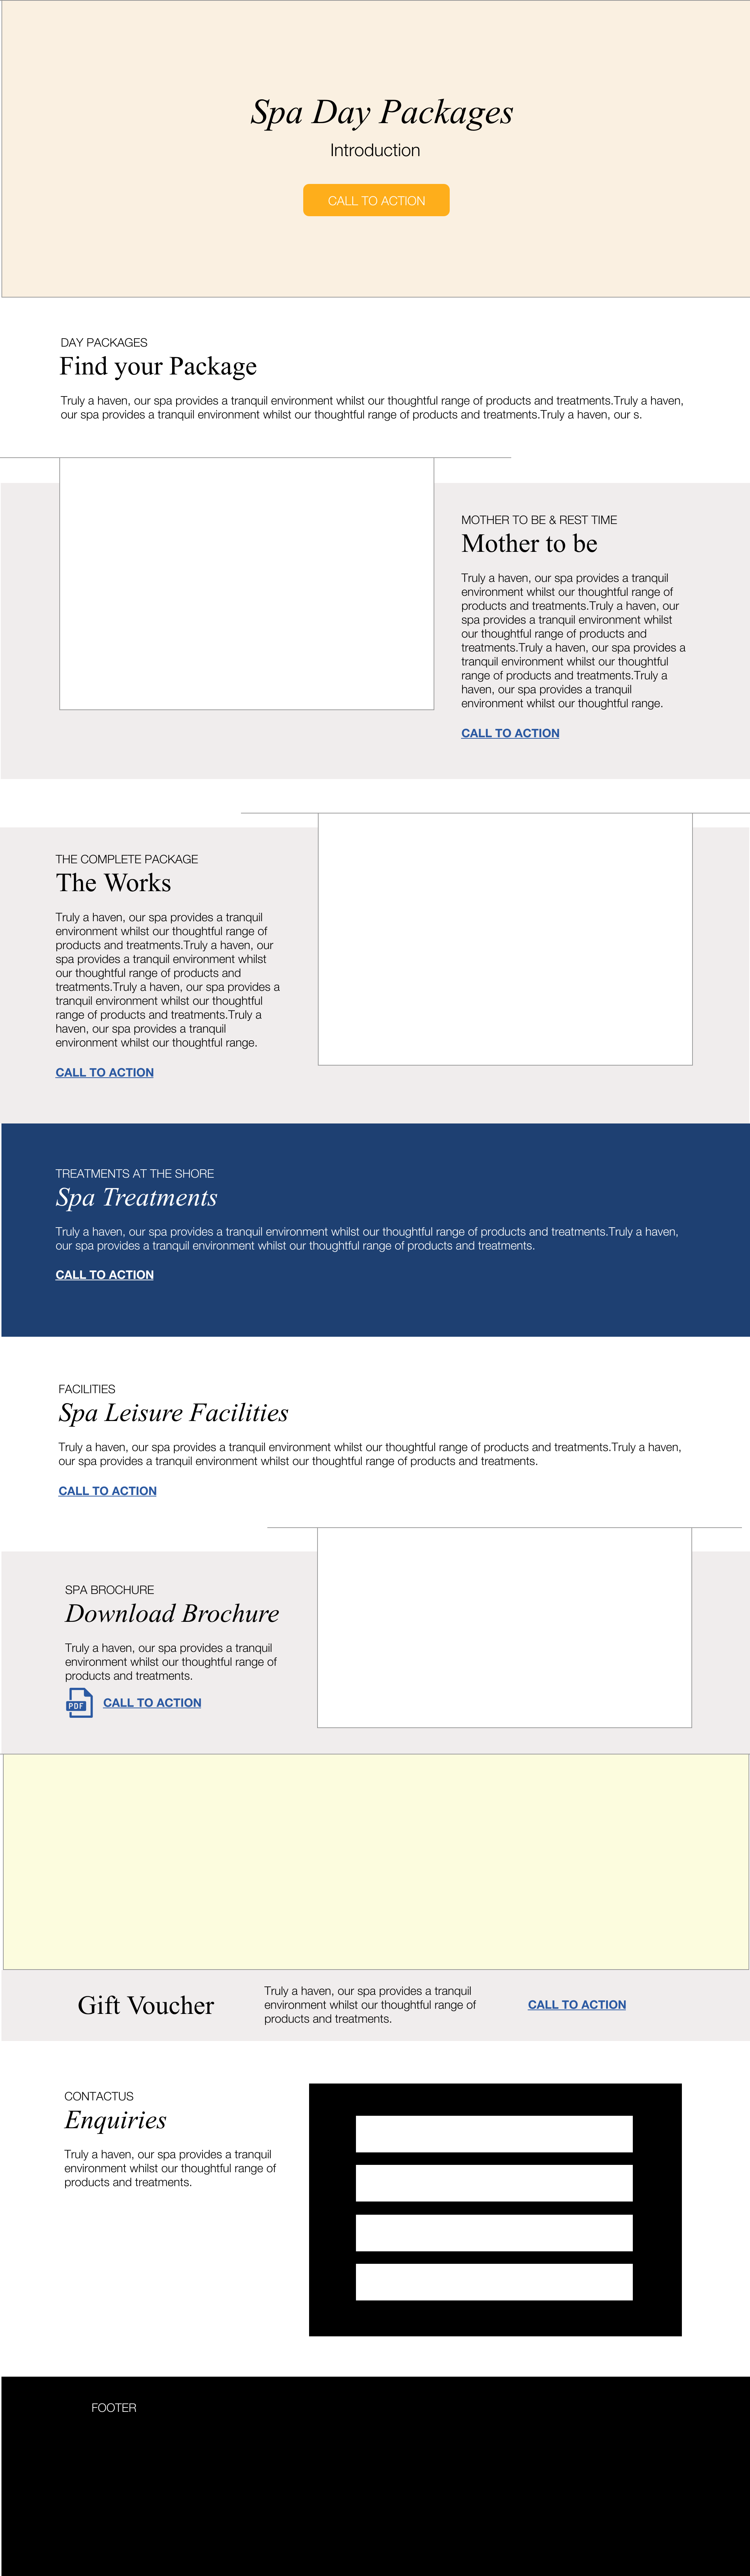 Spa Day Packages
Introduction
CALL TO ACTION
DAY PACKAGES
Find your Package
Truly a haven, our spa provides a tranquil environment whilst our thoughtful range of products and treatments.Truly a haven,
our spa provides a tranquil environment whilst our thoughtful range of products and treatments.Truly a haven, our s.
MOTHER TO BE & REST TIME
Mother to be
Truly a haven, our spa provides a tranquil
environment whilst our thoughtful range of
products and treatments.Truly a haven, our
spa provides a tranquil environment whilst
our thoughtful range of products and
treatments.Truly a haven, our spa provides a
tranquil environment whilst our thoughtful
range of products and treatments.Truly a
haven, our spa provides a tranquil
environment whilst our thoughtful range.
CALL TO ACTION
THE COMPLETE PACKAGE
The Works
Truly a haven, our spa provides a tranquil
environment whilst our thoughtful range of
products and treatments.Truly a haven, our
spa provides a tranquil environment whilst
our thoughtful range of products and
treatments.Truly a haven, our spa provides a
tranquil environment whilst our thoughtful
range of products and treatments.Truly a
haven, our spa provides a tranquil
environment whilst our thoughtful range.
CALL TO ACTION
TREATMENTS AT THE SHORE
Spa Treatments
Truly a haven, our spa provides a tranquil environment whilst our thoughtful range of products and treatments.Truly a haven,
our spa provides a tranquil environment whilst our thoughtful range of products and treatments.
CALL TO ACTION
FACILITIES
Spa Leisure Facilities
Truly a haven, our spa provides a tranquil environment whilst our thoughtful range of products and treatments.Truly a haven,
our spa provides a tranquil environment whilst our thoughtful range of products and treatments.
CALL TO ACTION
SPA BROCHURE
Download Brochure
Truly a haven, our spa provides a tranquil
environment whilst our thoughtful range of
products and treatments.
PDF CALL TO ACTION
Gift Voucher
Truly a haven, our spa provides a tranquil
environment whilst our thoughtful range of
products and treatments.
CALL TO ACTION
CONTACTUS
Enquiries
Truly a haven, our spa provides a tranquil
environment whilst our thoughtful range of
products and treatments.
FOOTER